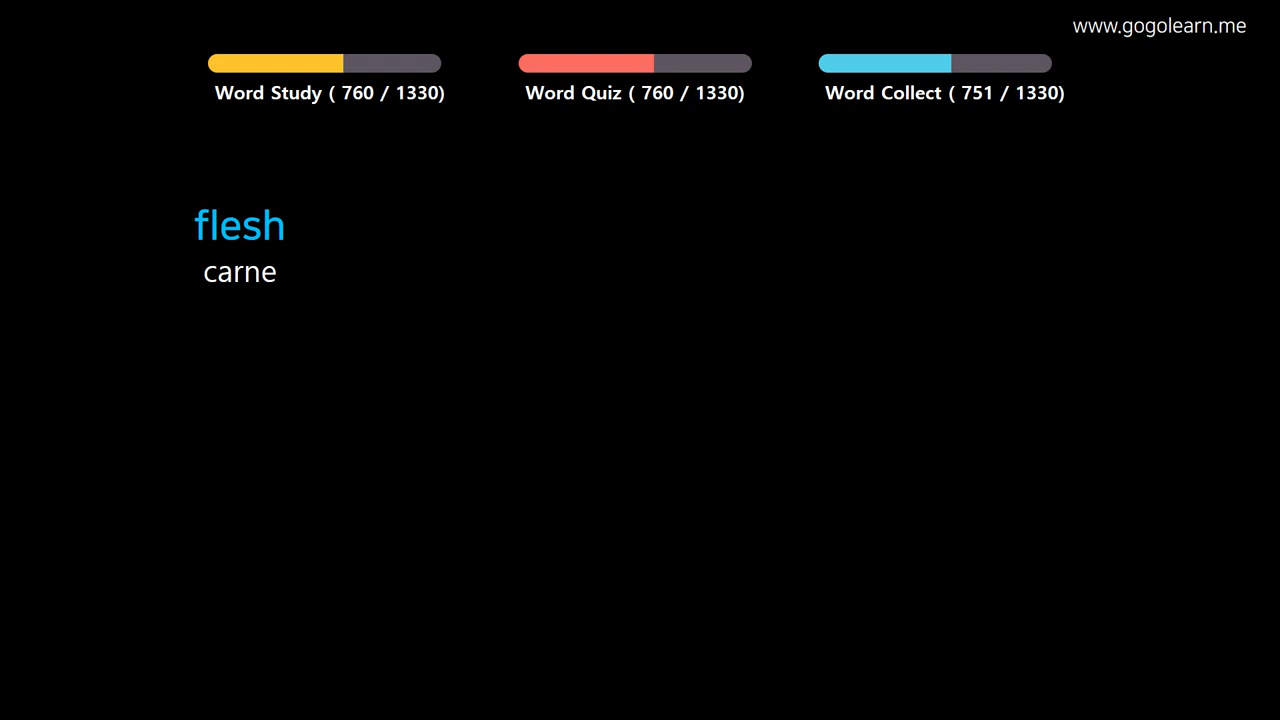 www.gogolearn.me
Word Study ( 760 / 1330)
Word Quiz ( 760 / 1330)
Word Collect ( 751 / 1330)
flesh
carne